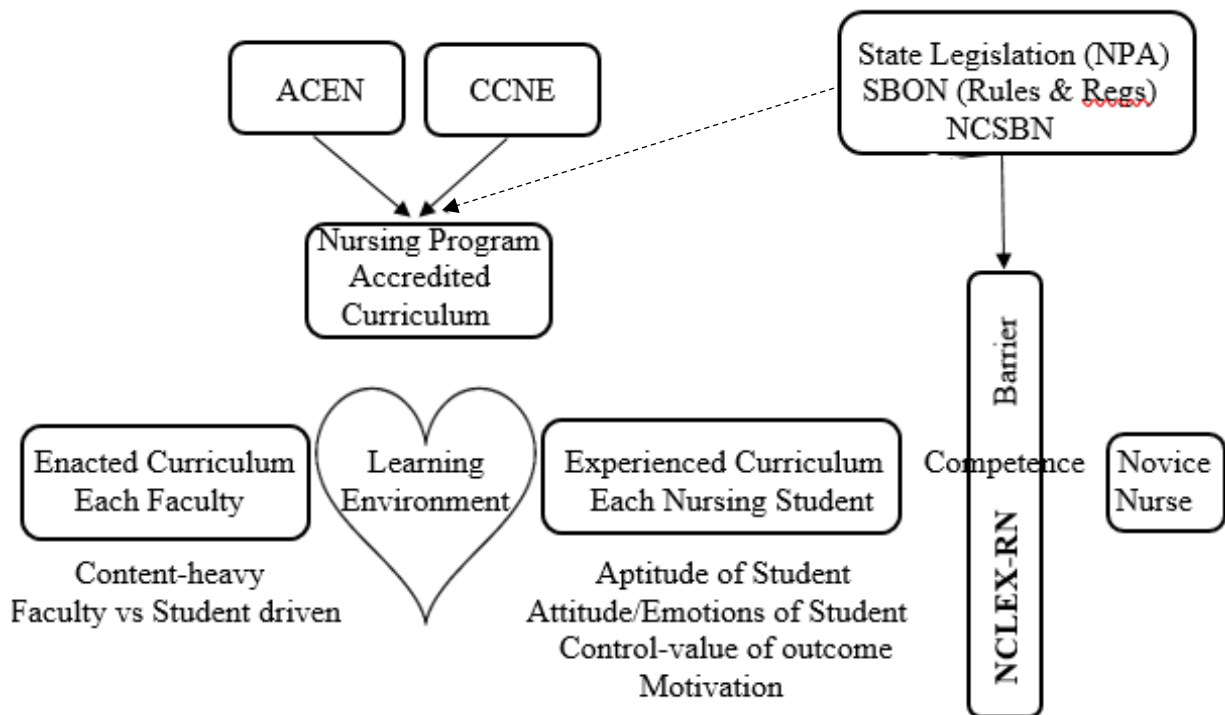 ACEN
CCNE
State Legislation (NPA)
SBON (Rules & Regs)
NCSBN
Nursing Program
Accredited
Curriculum
Enacted Curriculum
Each Faculty
Content-heavy
Faculty vs Student driven
Learning
Environment
Experienced Curriculum
Each Nursing Student
Aptitude of Student
Attitude/Emotions of Student
Control-value of outcome
Motivation
Barrier
Competence
NCLEX-RN
Novice
Nurse